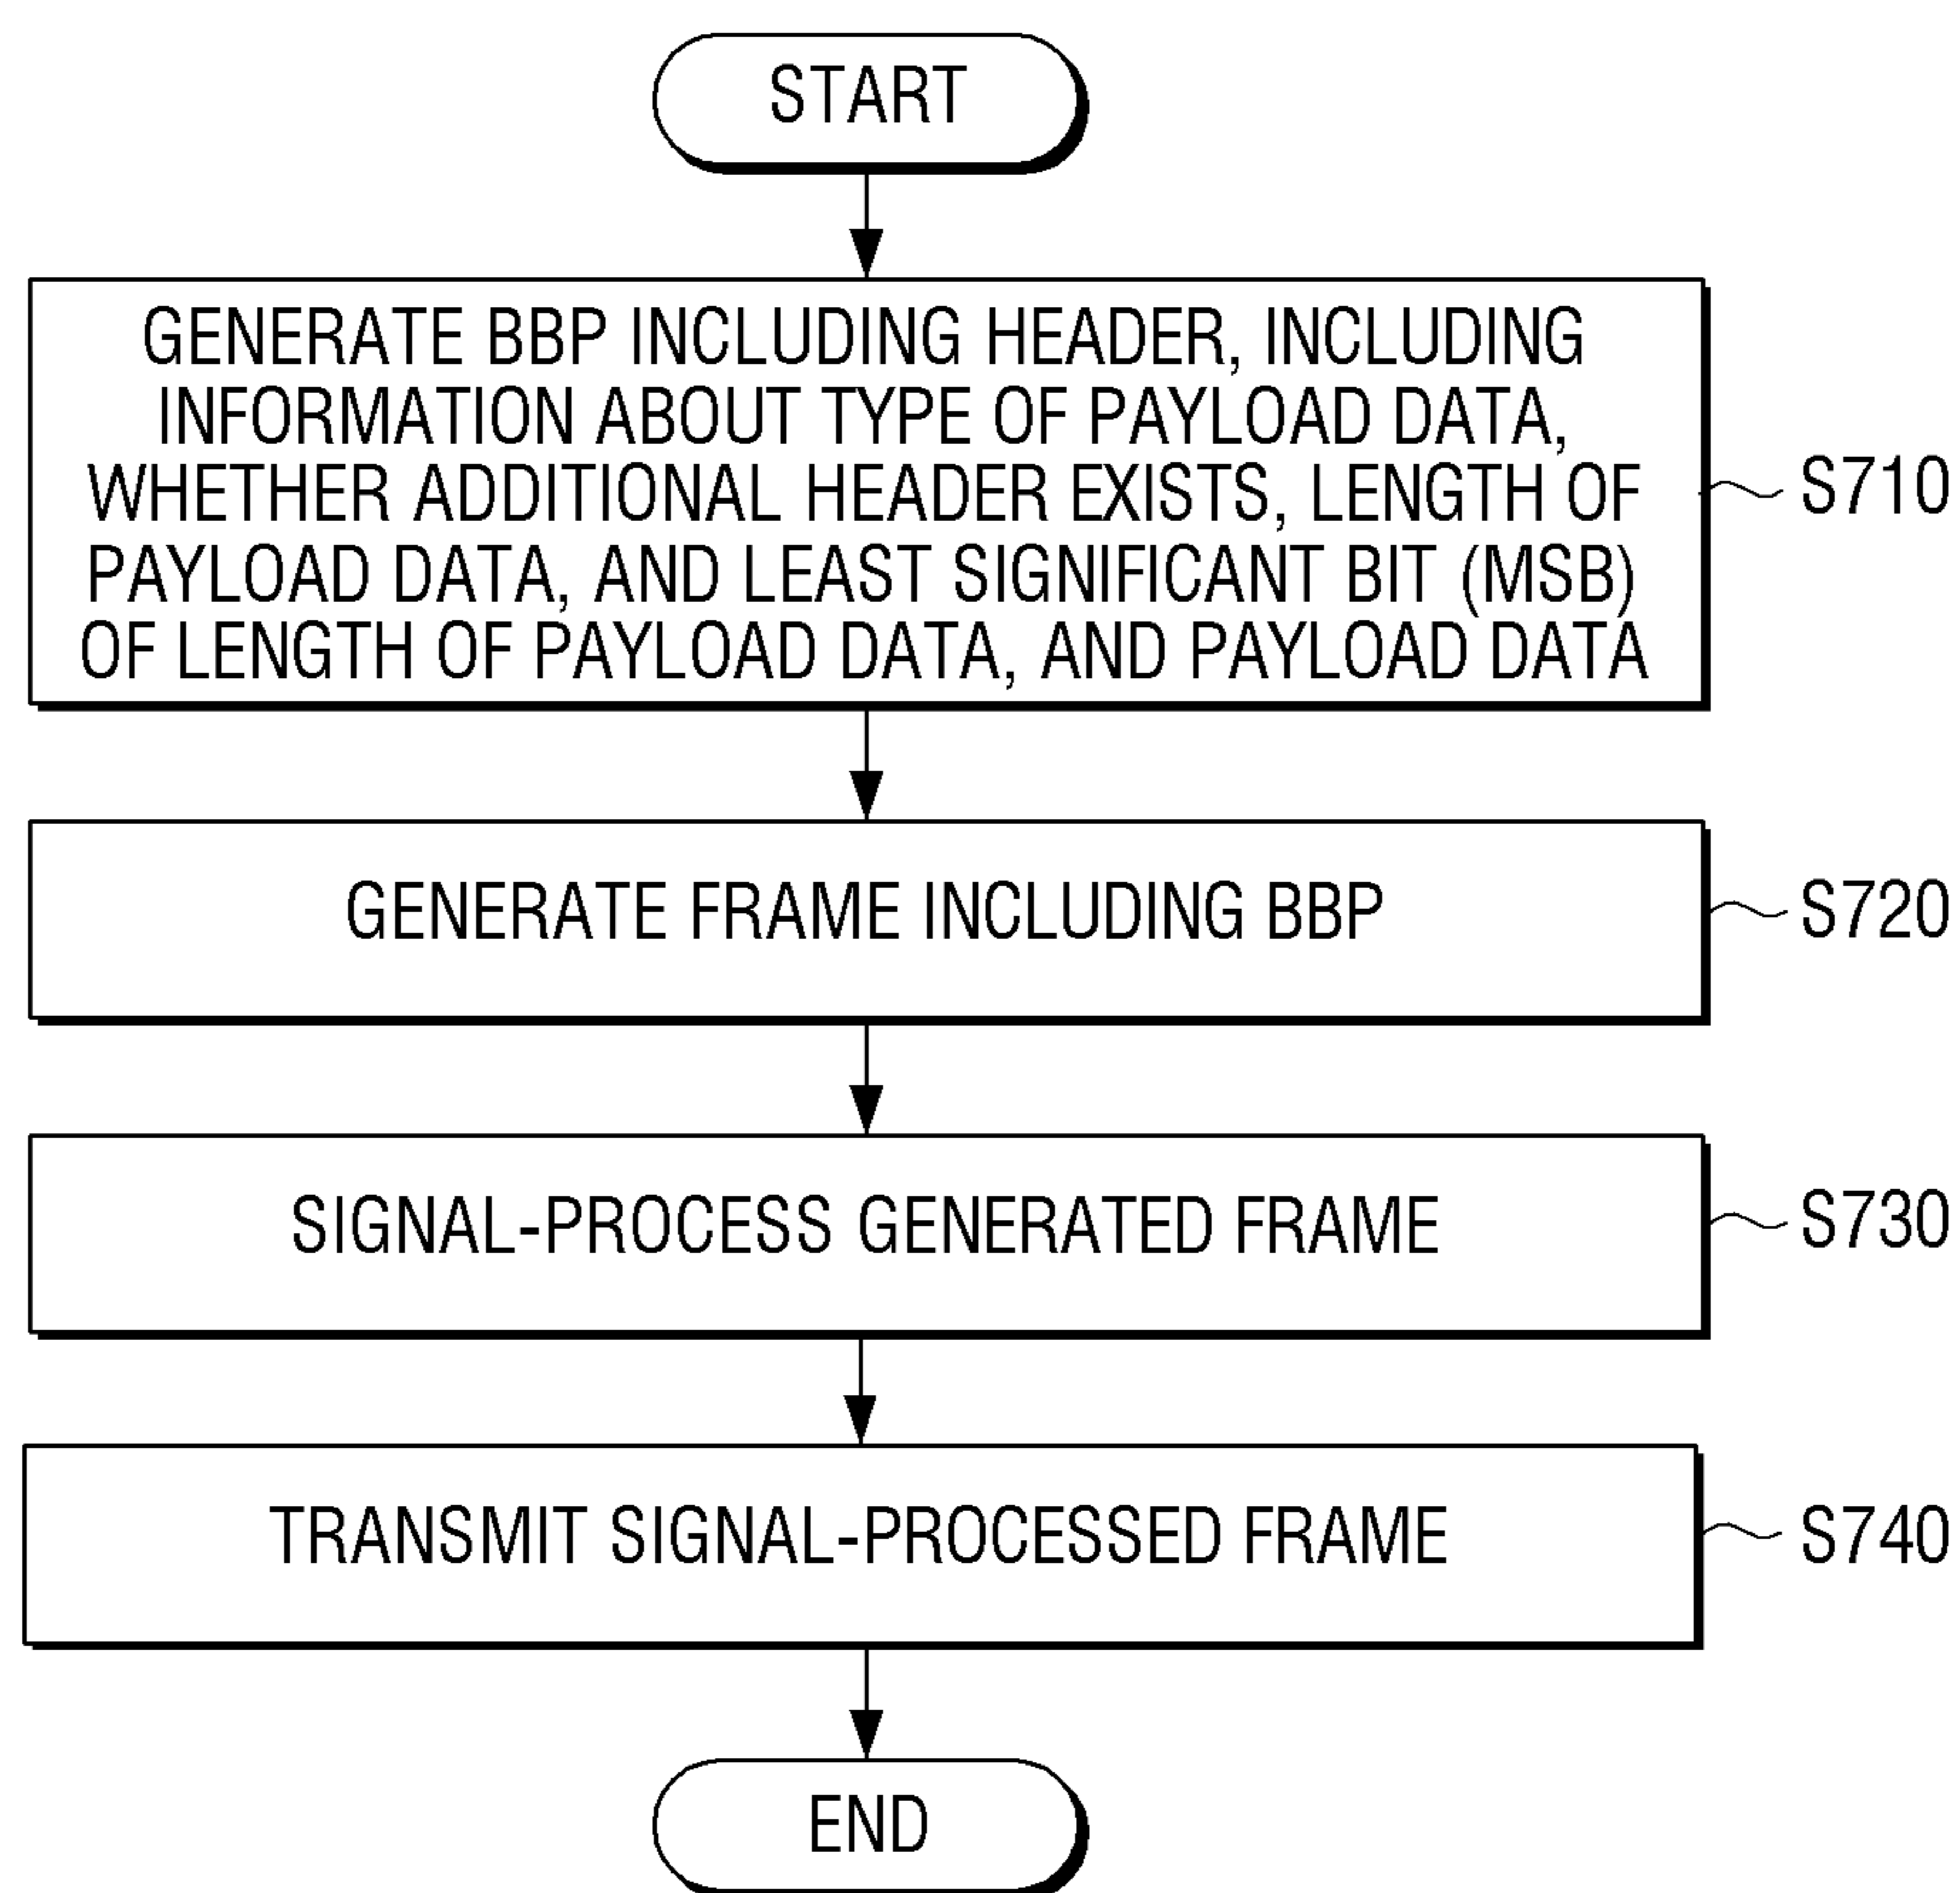 START
GENERATE BBP INCLUDING HEADER, INCLUDING
INFORMATION ABOUT TYPE OF PAYLOAD DATA,
WHETHER ADDITIONAL HEADER EXISTS, LENGTH OF
PAYLOAD DATA, AND LEAST SIGNIFICANT BIT (MSB)
OF LENGTH OF PAYLOAD DATA, AND PAYLOAD DATA
S710
GENERATE FRAME INCLUDING BBP
S720
SIGNAL-PROCESS GENERATED FRAME
S730
TRANSMIT SIGNAL-PROCESSED FRAME
S740
END